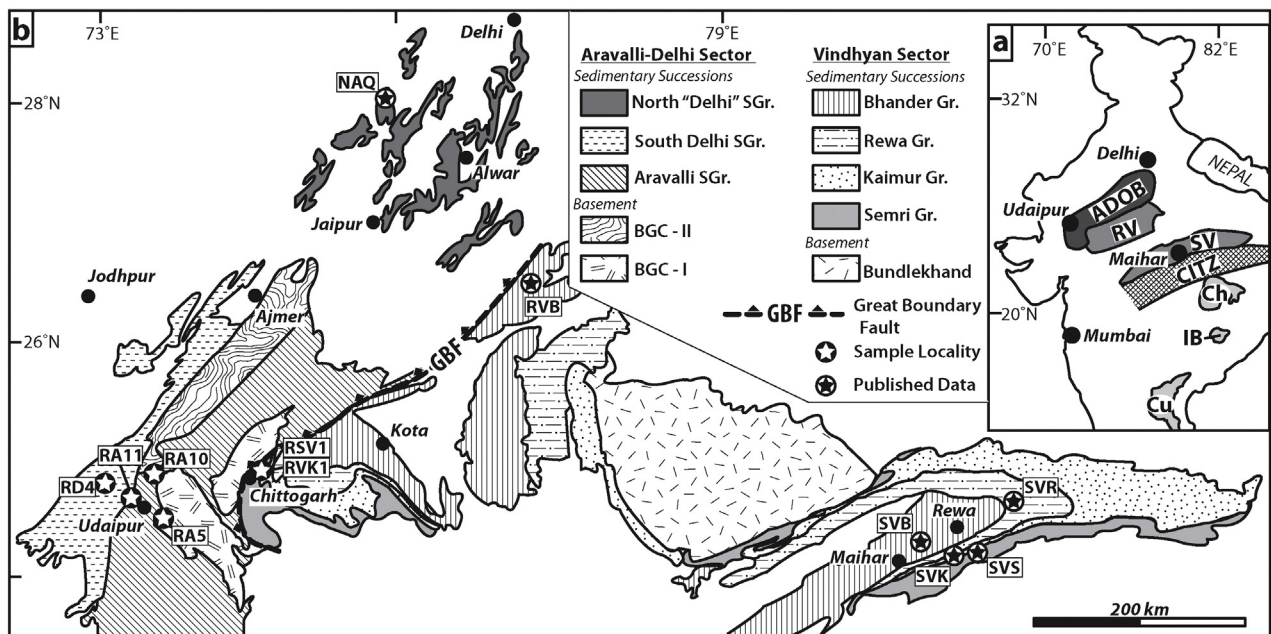 b
73°E
79°E
28°N
26°N
Delhi
NAQ
Alwar
Jaipur
Jodhpur
Ajmer
RVB
GBF
Kota
RSV1
RVK1
Chittogarh
RA11
RA10
RD4
Udaipur
RA5
SVR
Rewa
SVB
Maihar
SVK
SVS
200 km
Aravalli-Delhi Sector
Sedimentary Successions
North "Delhi" SGr.
South Delhi SGr.
Aravalli SGr.
Basement
BGC - II
BGC - I
Vindhyan Sector
Sedimentary Successions
Bhander Gr.
Rewa Gr.
Kaimur Gr.
Semri Gr.
Basement
Bundlekhand
GBF
Great Boundary
Fault
Sample Locality
Published Data
a
70°E
82°E
32°N
20°N
Delhi
NEPAL
ADOB
Udaipur
RV
SV
Maihar
CITZ
Ch
Mumbai
IB
Cu